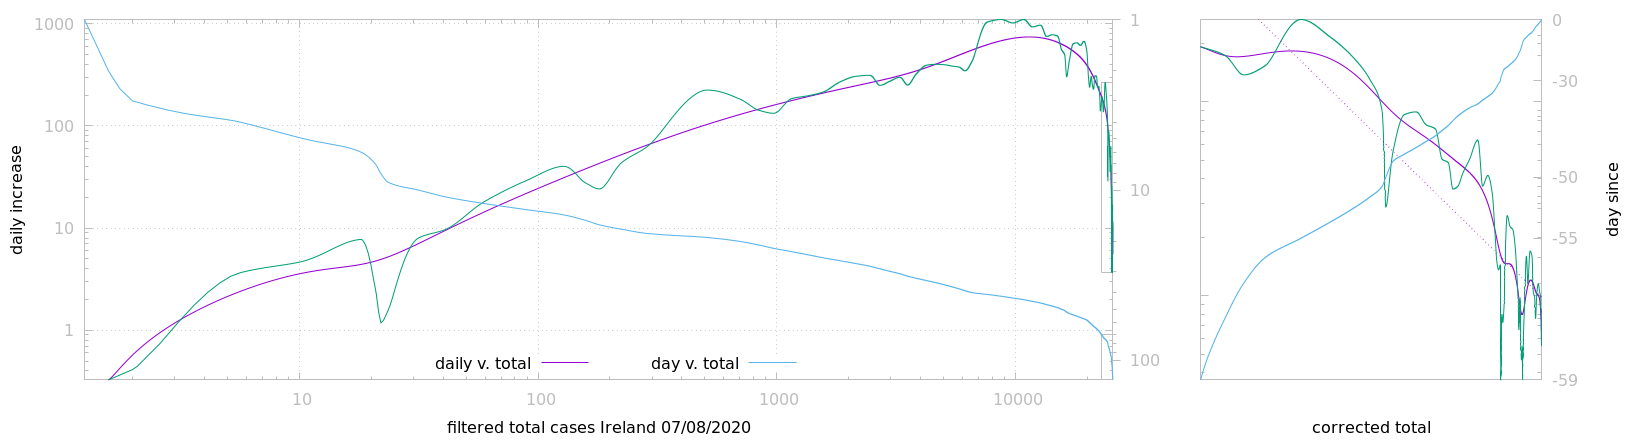 1000
100
10
1
daily increase
10
100
1000
10000
filtered total cases Ireland 07/08/2020
daily v. total
day v. total
1
10
100
0
-30
-50
-55
-59
day since
corrected total